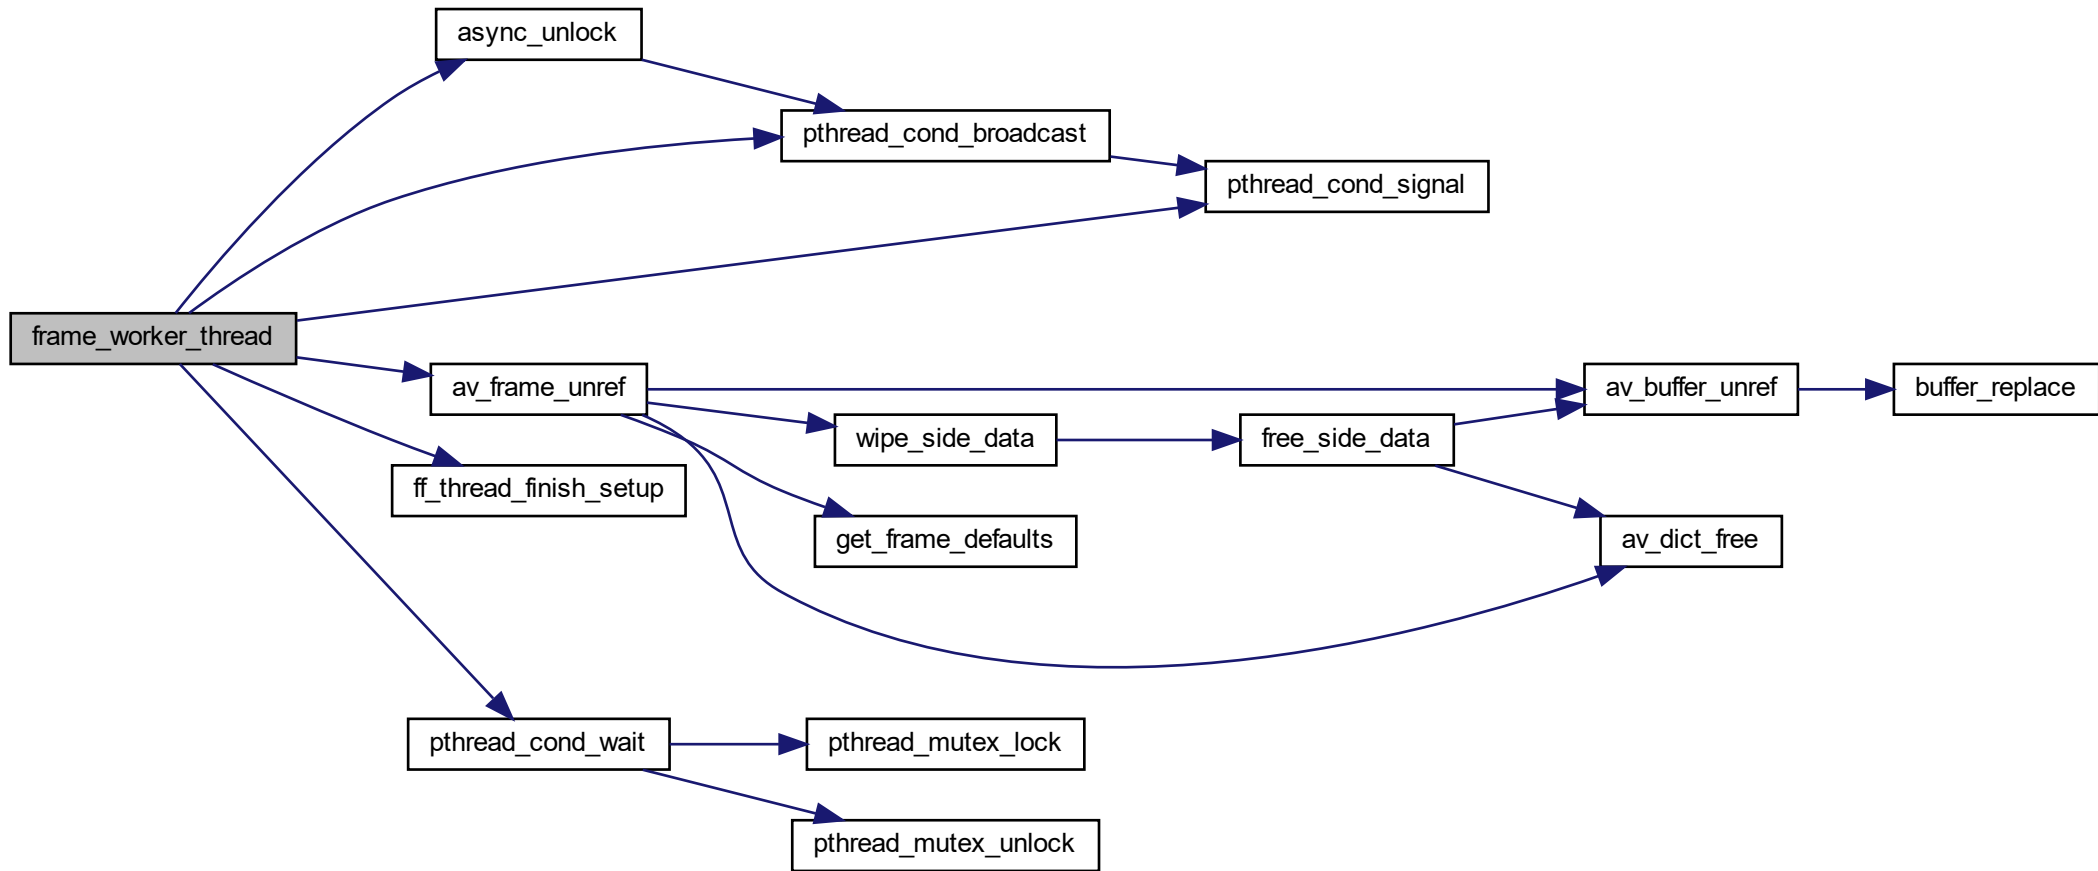 async_unlock
pthread_cond_broadcast
pthread_cond_signal
frame_worker_thread
av_frame_unref
av_buffer_unref
buffer_replace
wipe_side_data
free_side_data
ff_thread_finish_setup
get_frame_defaults
av_dict_free
pthread_cond_wait
pthread_mutex_lock
pthread_mutex_unlock